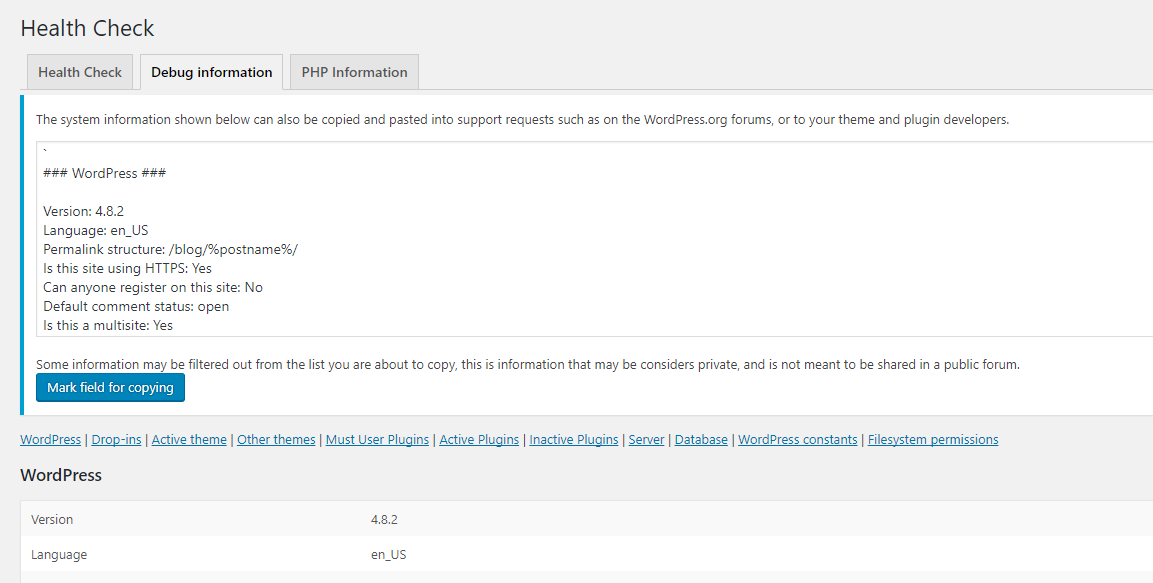 Health Check
Health Check
Debug information
PHP Information
The system information shown below can also be copied and pasted into support requests such as on the WordPress.org forums, or to your theme and plugin developers.
`
### WordPress ###
Version: 4.8.2
Language: en_US
Permalink structure: /blog/%postname%/
Is this site using HTTPS: Yes
Can anyone register on this site: No
Default comment status: open
Is this a multisite: Yes
Some information may be filtered out from the list you are about to copy, this is information that may be considers private, and is not meant to be shared in a public forum.
Mark field for copying
WordPress | Drop-ins | Active theme | Other themes | Must User Plugins | Active Plugins | Inactive Plugins | Server | Database | WordPress constants | Filesystem permissions
WordPress
Version 4.8.2
Language en_US